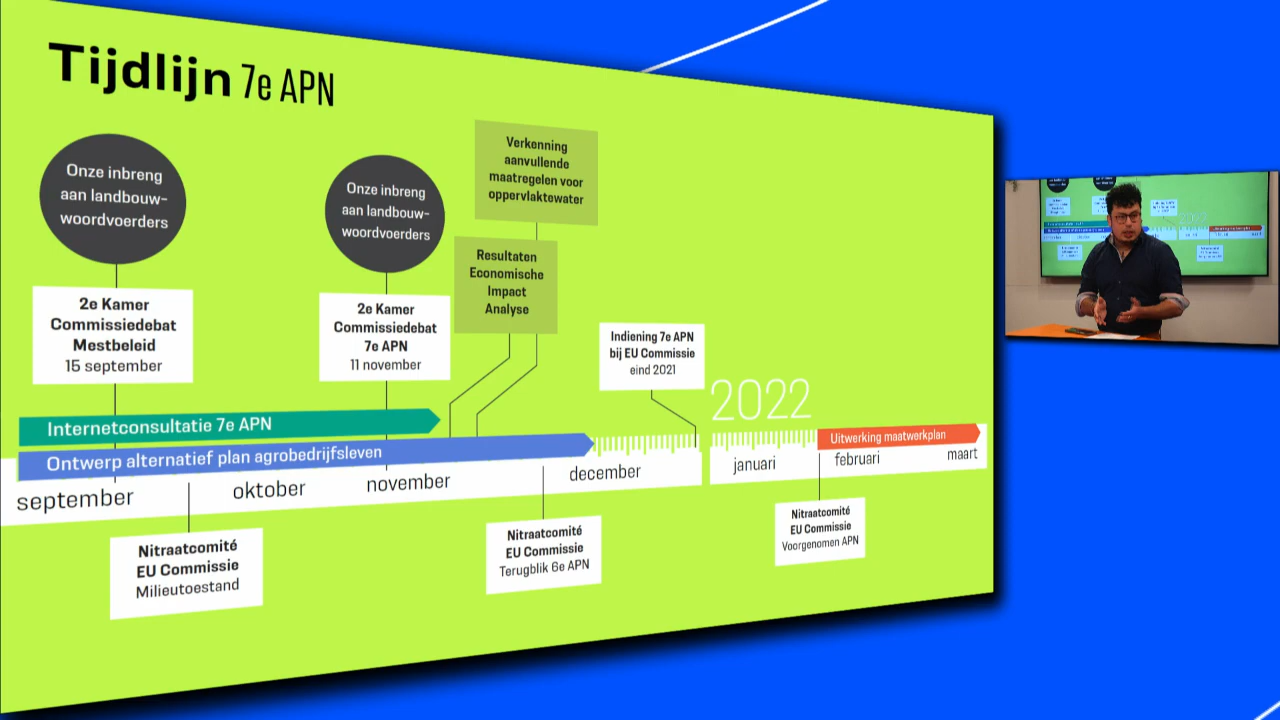 Tijdlijn 7e APN
Onze inbreng
aan landbouw-
woordvoerders
2e Kamer
Commissiedebat
Mestbeleid
15 september
Onze inbreng
aan landbouw-
woordvoerders
2e Kamer
Commissiedebat
7e APN
11 november
Verkenning
aanvullende
maatregelen voor
oppervlaktewater
Resultaten
Economische
Impact
Analyse
Indiening 7e APN
bij EU Commissie
eind 2021
2022
Internetconsultatie 7e APN
Ontwerp alternatief plan agrobedrijfsleven
Uitwerking maatwerkplan
september oktober november december januari februari maart
Nitraatcomité
EU Commissie
Milieutoestand
Nitraatcomité
EU Commissie
Terugblik 6e APN
Nitraatcomité
EU Commissie
Voorgenomen APN